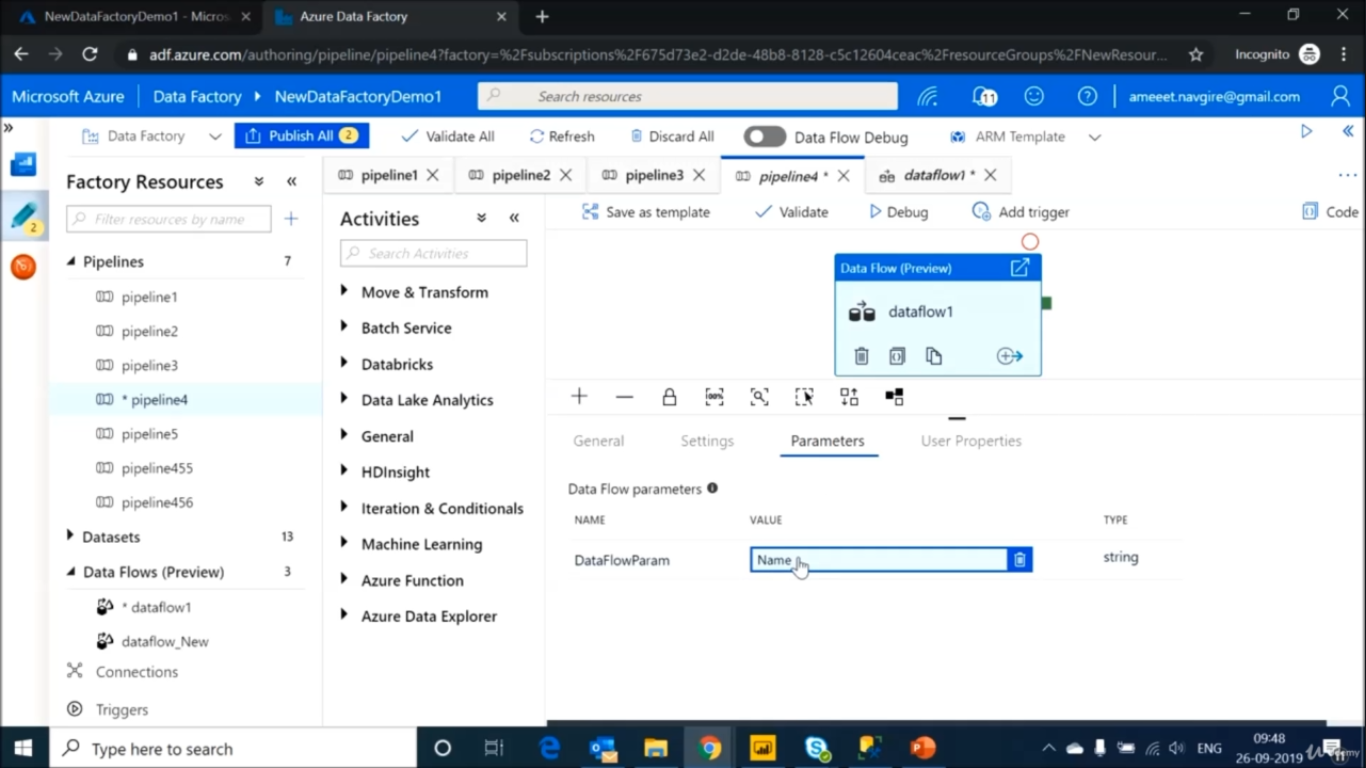 NewDataFactoryDemo1 - Micros
Azure Data Factory
adf.azure.com/authoring/pipeline/pipeline4?factory=%2Fsubscriptions%2F675d73e2-d2de-48b8-8128-c5c12604ceac%2FresourceGroups%2FNewResour...
Incognito
Microsoft Azure
Data Factory
NewDataFactoryDemo1
Search resources
11
ameeet.navgire@gmail.com
Data Factory
Publish All 2
Validate All
Refresh
Discard All
Data Flow Debug
ARM Template
2
Factory Resources
Filter resources by name
Pipelines 7
pipeline1
pipeline2
pipeline3
* pipeline4
pipeline5
pipeline455
pipeline456
Datasets 13
Data Flows (Preview) 3
* dataflow1
dataflow_New
Connections
Triggers
pipeline1
pipeline2
pipeline3
pipeline4 *
dataflow1 *
Activities
Search Activities
Move & Transform
Batch Service
Databricks
Data Lake Analytics
General
HDInsight
Iteration & Conditionals
Machine Learning
Azure Function
Azure Data Explorer
Save as template
Validate
Debug
Add trigger
Code
Data Flow (Preview)
dataflow1
General
Settings
Parameters
User Properties
Data Flow parameters
NAME VALUE TYPE
DataFlowParam Name string
Type here to search
ENG
09:48
26-09-2019